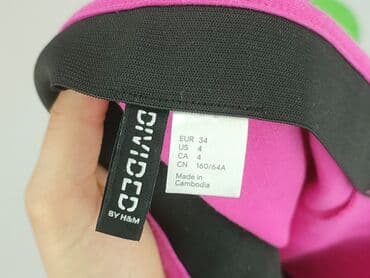 DIVIDED
BY H&M
EUR 34
US 4
CA 4
CN 160/64A
Made in
Cambodia